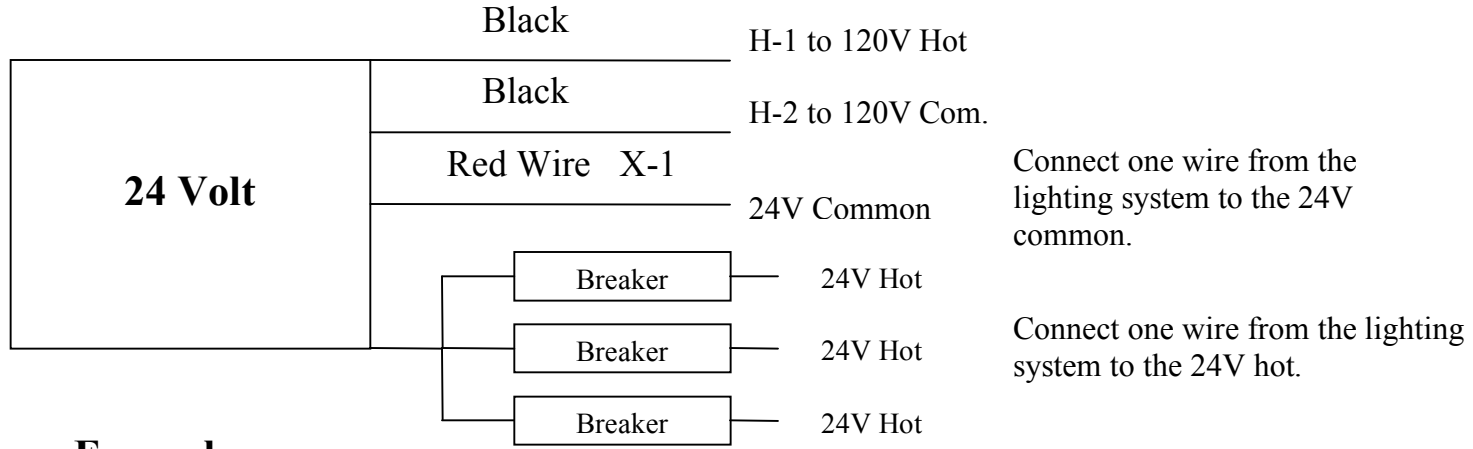 Black
H-1 to 120V Hot
Black
H-2 to 120V Com.
Red Wire X-1
24 Volt
24V Common
Connect one wire from the
lighting system to the 24V
common.
Breaker 24V Hot
Breaker 24V Hot
Connect one wire from the lighting
system to the 24V hot.
Breaker 24V Hot